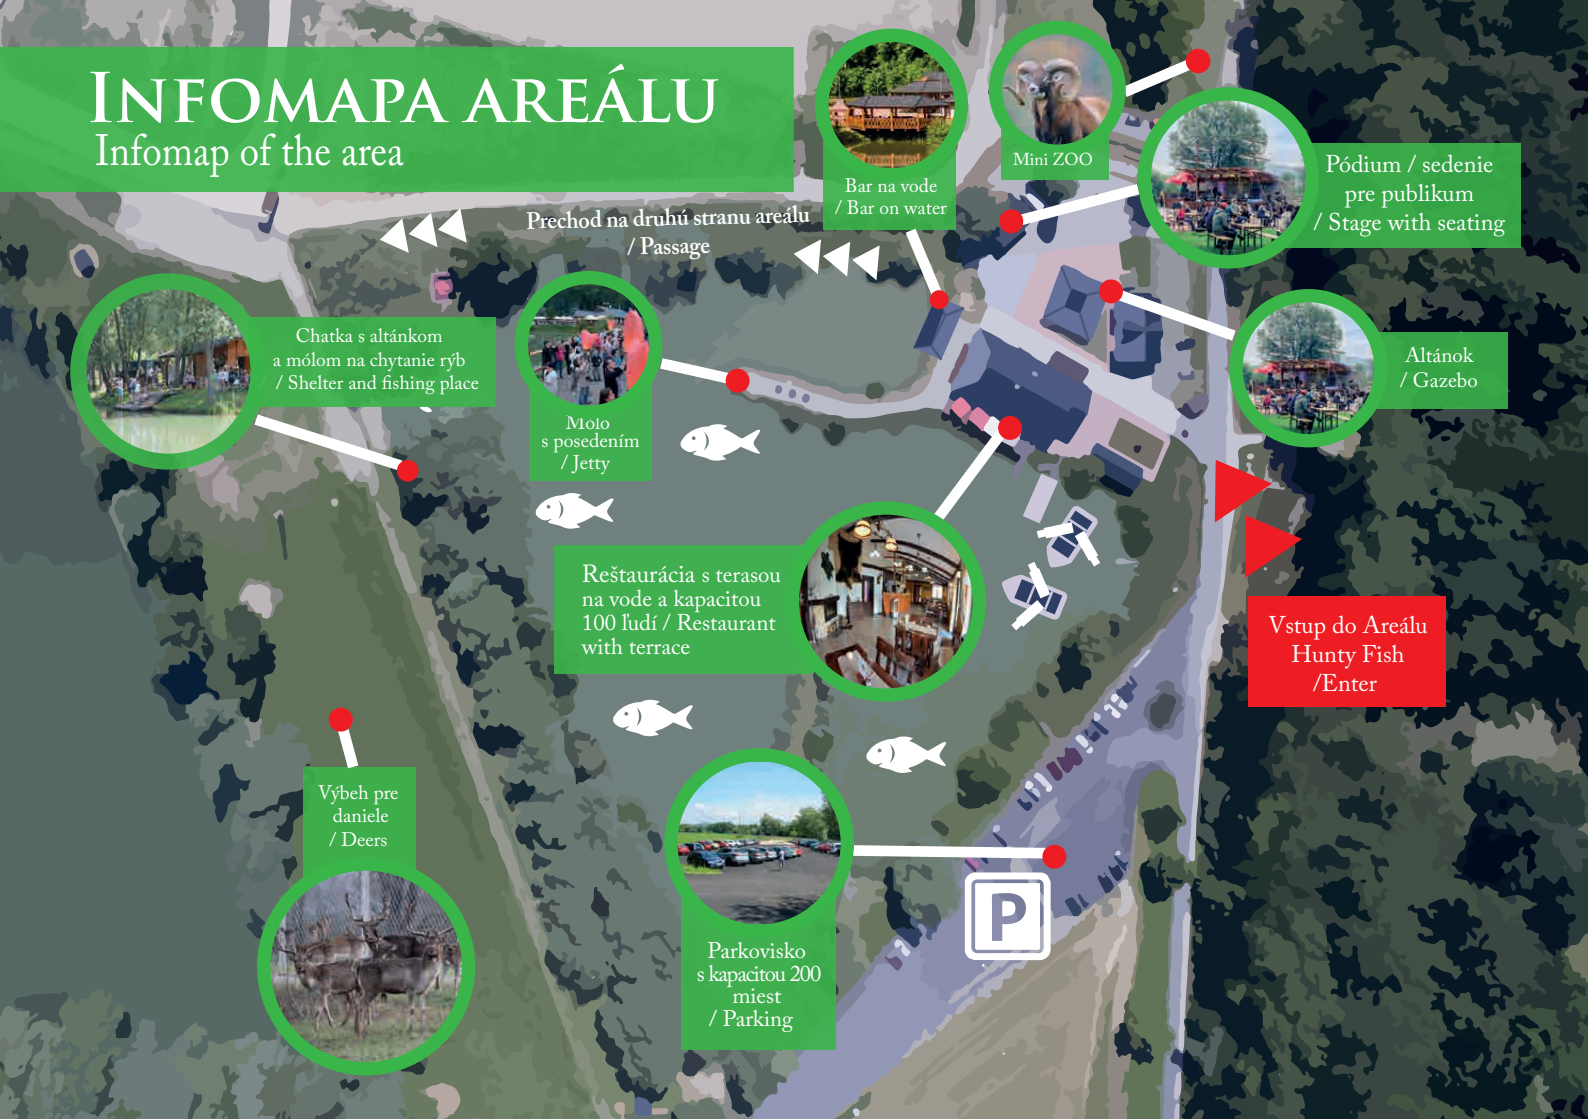 INFOMAPA AREÁLU
Infomap of the area
Bar na vode
/ Bar on water
Mini ZOO
Pódium / sedenie
pre publikum
/ Stage with seating
Prechod na druhú stranu areálu
/ Passage
Chatka s altánkom
a mólom na chytanie rýb
/ Shelter and fishing place
Molo
s posedením
/ Jetty
Altánok
/ Gazebo
Reštaurácia s terasou
na vode a kapacitou
100 ľudí / Restaurant
with terrace
Vstup do Areálu
Hunty Fish
/Enter
Výbeh pre
daniele
/ Deers
P
Parkovisko
s kapacitou 200
miest
/ Parking